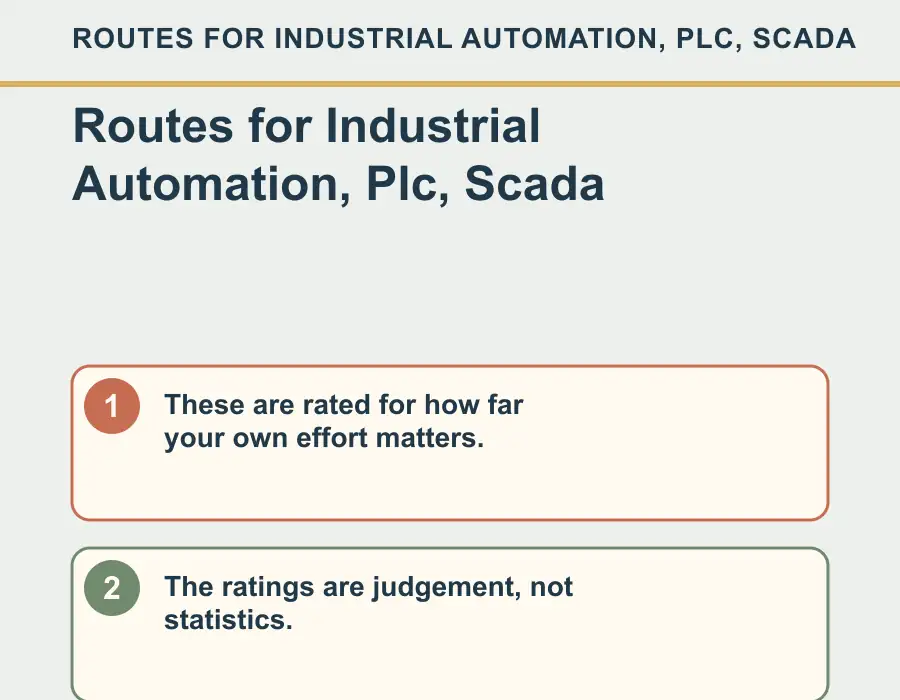 ROUTES FOR INDUSTRIAL AUTOMATION, PLC, SCADA
Routes for Industrial
Automation, Plc, Scada
1
These are rated for how far
your own effort matters.
2
The ratings are judgement, not
statistics.